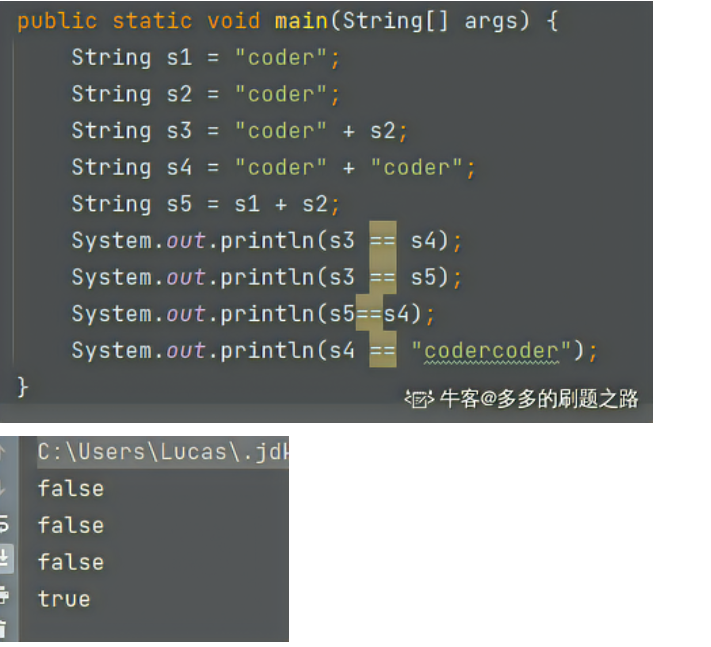 public static void main(String[] args) {
String s1 = "coder";
String s2 = "coder";
String s3 = "coder" + s2;
String s4 = "coder" + "coder";
String s5 = s1 + s2;
System.out.println(s3 == s4);
System.out.println(s3 == s5);
System.out.println(s5==s4);
System.out.println(s4 == "codercoder");
}
牛客@多多的刷题之路
C:\Users\Lucas\.jdk
false
false
false
true